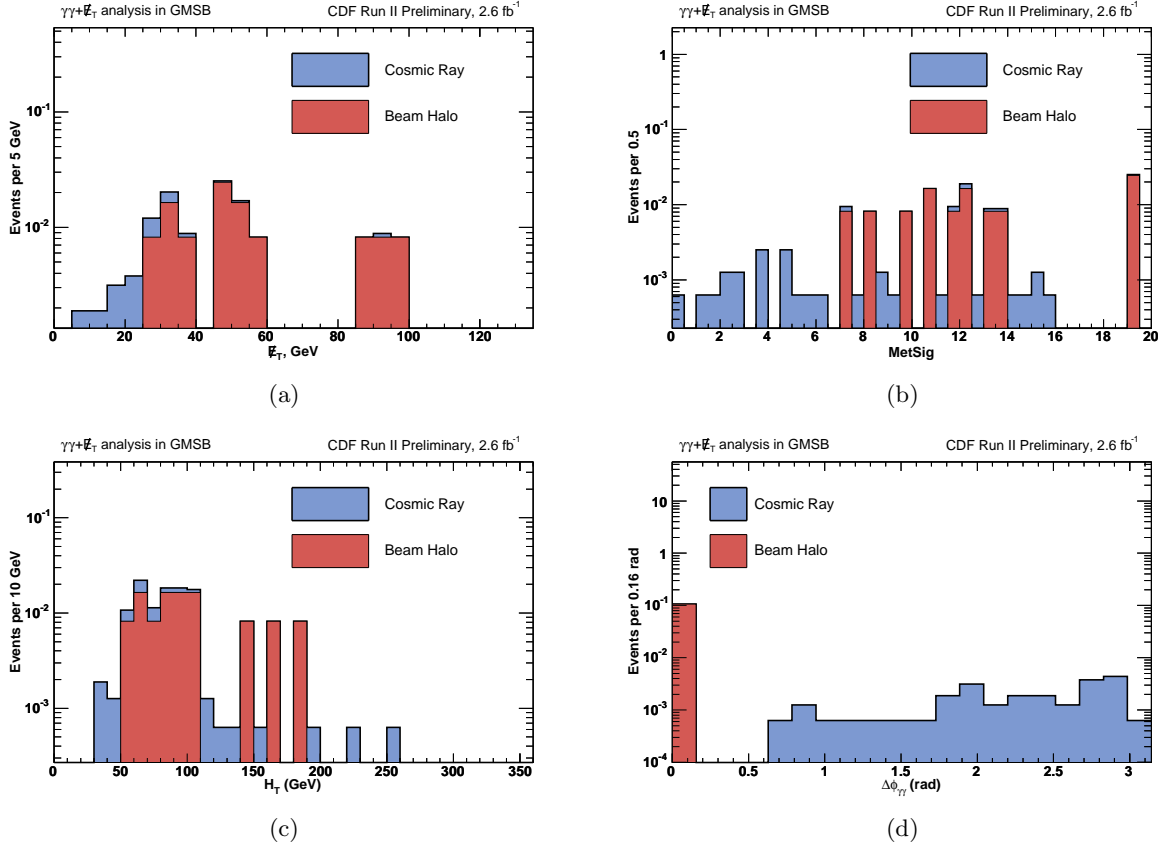 γγ+E̸_T analysis in GMSB CDF Run II Preliminary, 2.6 fb⁻¹
Cosmic Ray
Beam Halo
Events per 5 GeV
10⁻¹
10⁻²
0 20 40 60 80 100 120
E̸_T, GeV
(a)
γγ+E̸_T analysis in GMSB CDF Run II Preliminary, 2.6 fb⁻¹
Cosmic Ray
Beam Halo
Events per 0.5
1
10⁻¹
10⁻²
10⁻³
0 2 4 6 8 10 12 14 16 18 20
MetSig
(b)
γγ+E̸_T analysis in GMSB CDF Run II Preliminary, 2.6 fb⁻¹
Cosmic Ray
Beam Halo
Events per 10 GeV
10⁻¹
10⁻²
10⁻³
0 50 100 150 200 250 300 350
H_T (GeV)
(c)
γγ+E̸_T analysis in GMSB CDF Run II Preliminary, 2.6 fb⁻¹
Cosmic Ray
Beam Halo
Events per 0.16 rad
10
1
10⁻¹
10⁻²
10⁻³
10⁻⁴
0 0.5 1 1.5 2 2.5 3
Δϕ_γγ (rad)
(d)